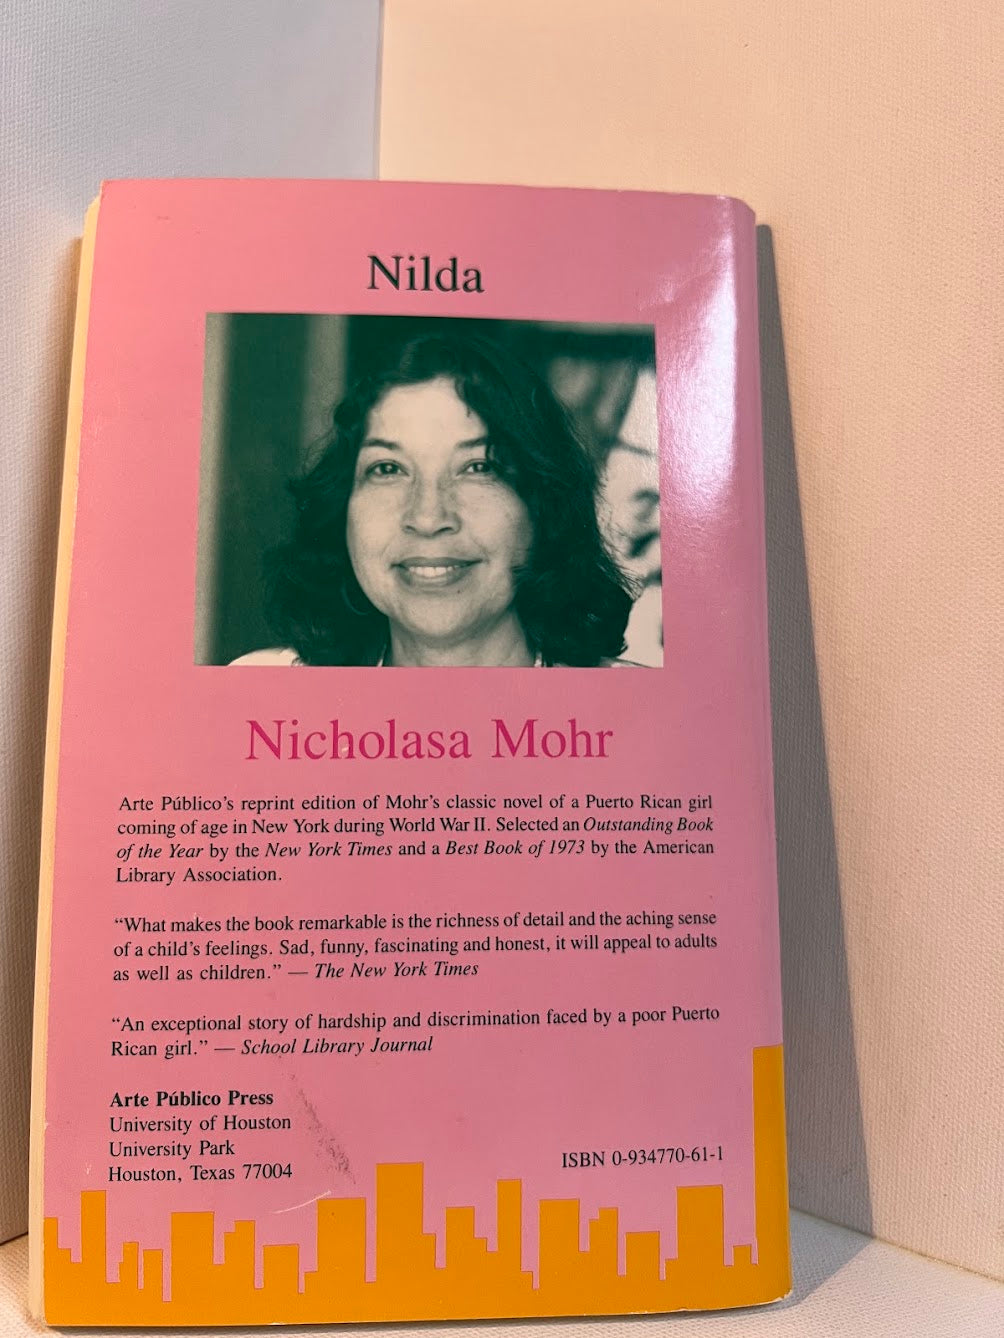 Nilda
Nicholasa Mohr
Arte Público's reprint edition of Mohr's classic novel of a Puerto Rican girl
coming of age in New York during World War II. Selected an Outstanding Book
of the Year by the New York Times and a Best Book of 1973 by the American
Library Association.
“What makes the book remarkable is the richness of detail and the aching sense
of a child's feelings. Sad, funny, fascinating and honest, it will appeal to adults
as well as children.” — The New York Times
“An exceptional story of hardship and discrimination faced by a poor Puerto
Rican girl.” — School Library Journal
Arte Público Press
University of Houston
University Park
Houston, Texas 77004
ISBN 0-934770-61-1